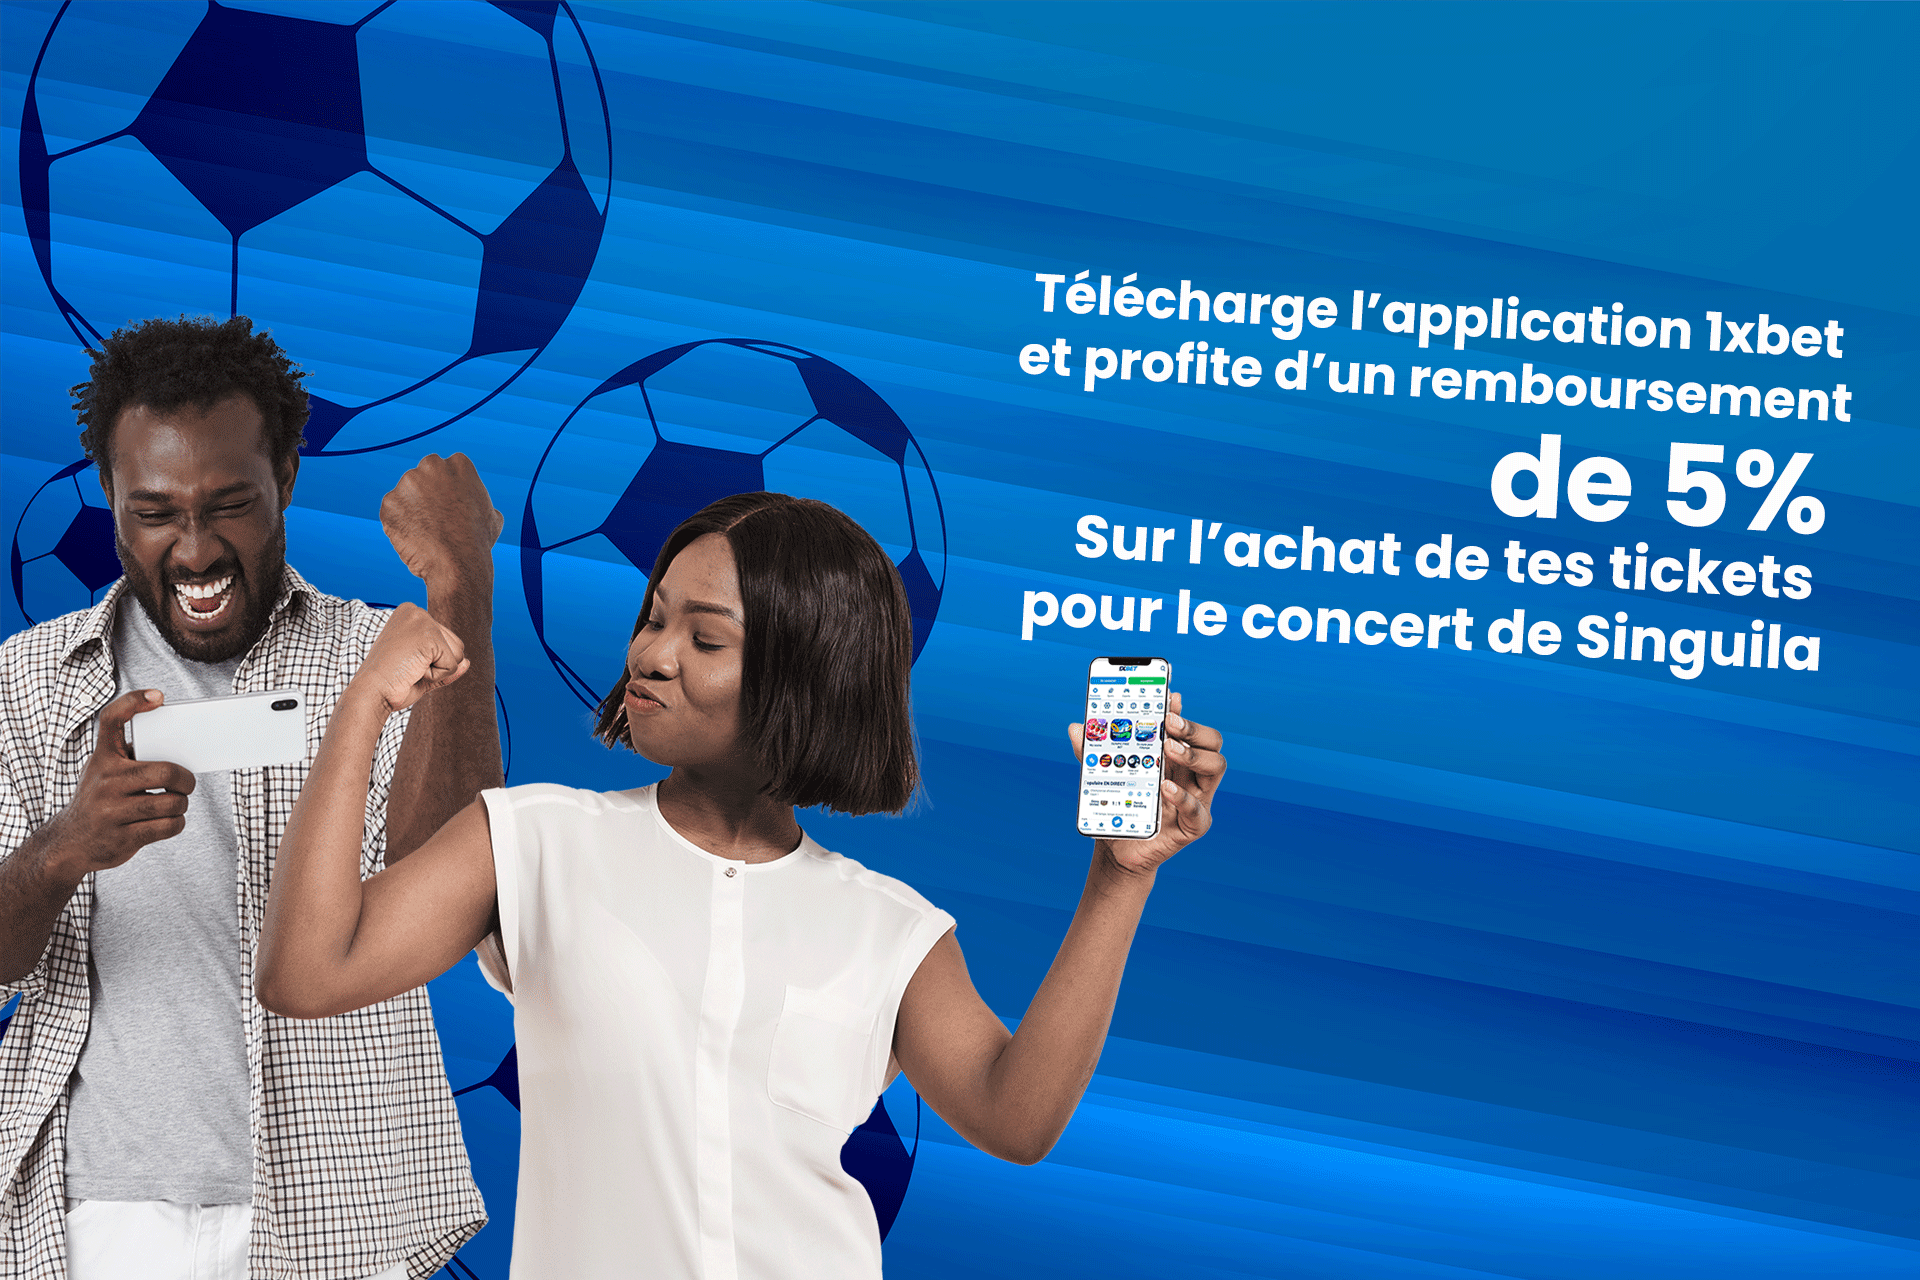 Télécharge l’application 1xbet
et profite d’un remboursement
de 5%
Sur l’achat de tes tickets
pour le concert de Singuila
1XBET